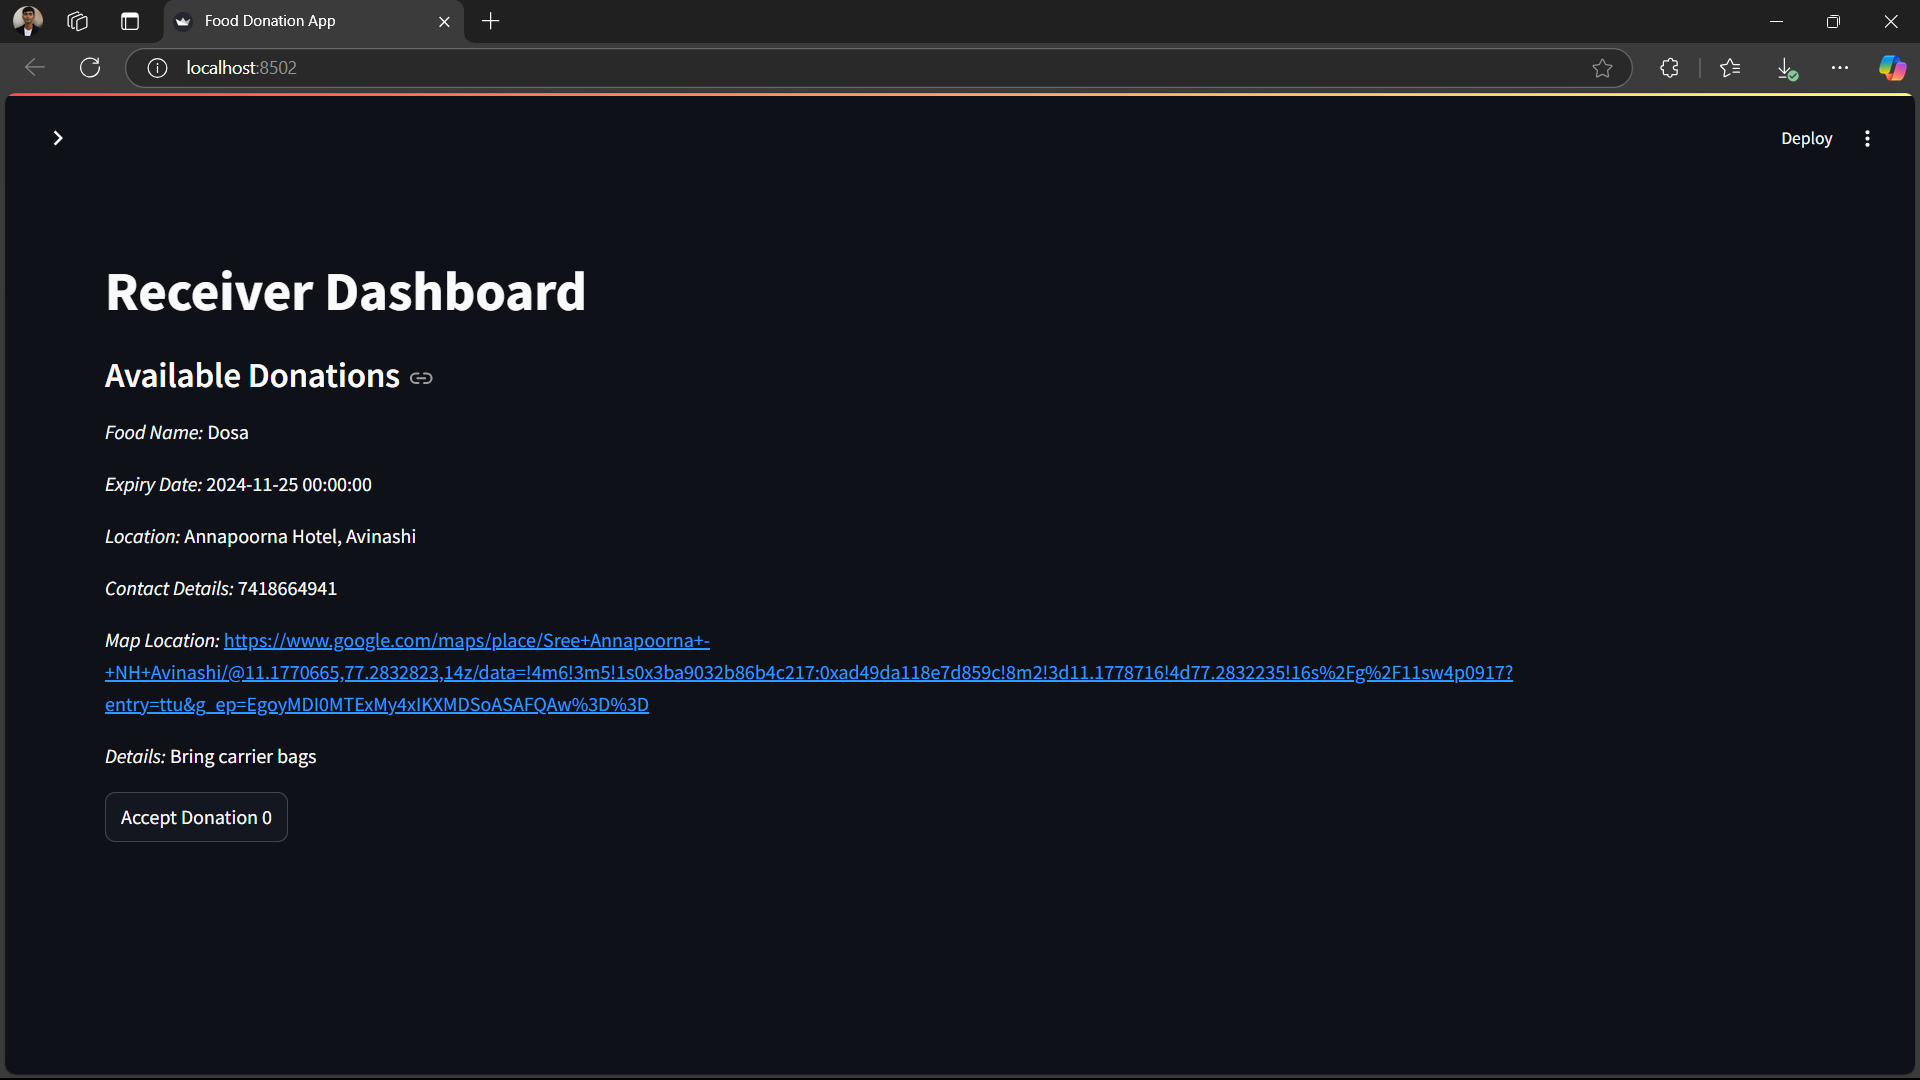 Food Donation App
localhost:8502
Deploy
Receiver Dashboard
Available Donations
Food Name: Dosa
Expiry Date: 2024-11-25 00:00:00
Location: Annapoorna Hotel, Avinashi
Contact Details: 7418664941
Map Location: https://www.google.com/maps/place/Sree+Annapoorna+-
+NH+Avinashi/@11.1770665,77.2832823,14z/data=!4m6!3m5!1s0x3ba9032b86b4c217:0xad49da118e7d859c!8m2!3d11.1778716!4d77.2832235!16s%2Fg%2F11sw4p0917?
entry=ttu&g_ep=EgoyMDI0MTExMy4xIKXMDSoASAFQAw%3D%3D
Details: Bring carrier bags
Accept Donation 0